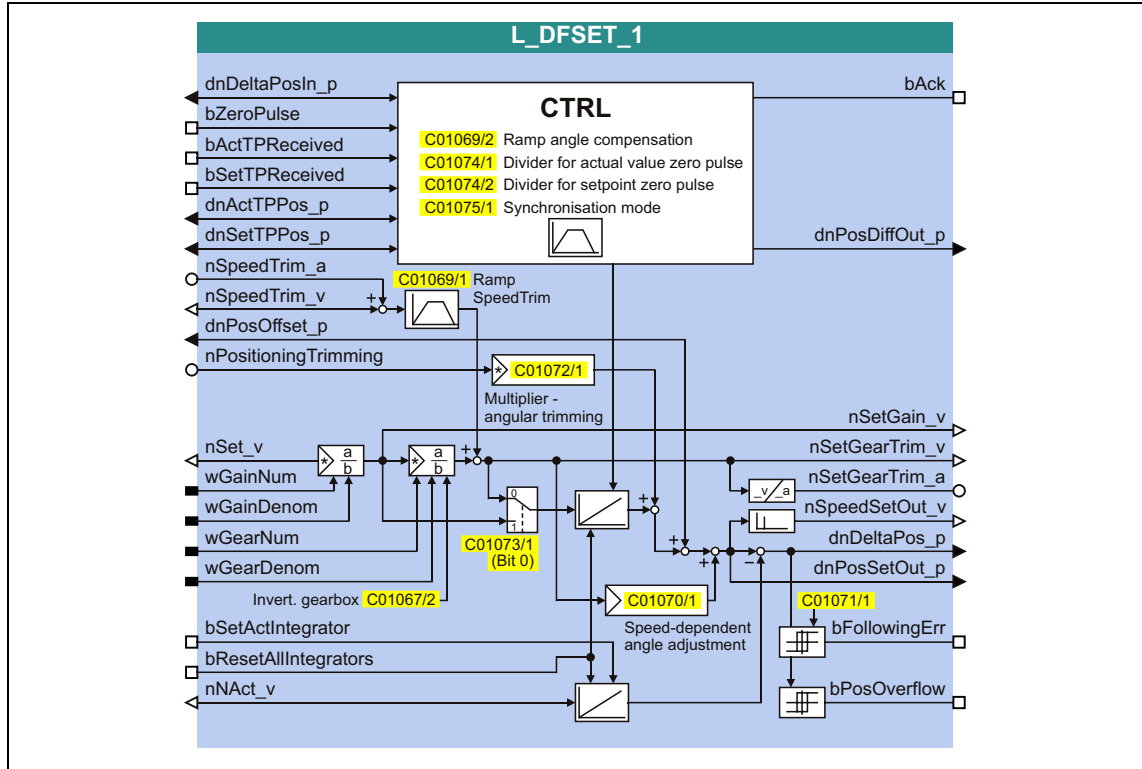 L_DFSET_1
dnDeltaPosIn_p
bZeroPulse
bActTPReceived
bSetTPReceived
dnActTPPos_p
dnSetTPPos_p
nSpeedTrim_a
nSpeedTrim_v
dnPosOffset_p
nPositioningTrimming
CTRL
C01069/2 Ramp angle compensation
C01074/1 Divider for actual value zero pulse
C01074/2 Divider for setpoint zero pulse
C01075/1 Synchronisation mode
bAck
dnPosDiffOut_p
C01069/1 Ramp
SpeedTrim
+
* C01072/1
Multiplier -
angular trimming
nSet_v
wGainNum
wGainDenom
wGearNum
wGearDenom
* a
b
* a
b
+
0
1
C01073/1
(Bit 0)
Invert. gearbox C01067/2
+
+
+
−
C01070/1
Speed-dependent
angle adjustment
_v/_a
nSetGain_v
nSetGearTrim_v
nSetGearTrim_a
nSpeedSetOut_v
dnDeltaPos_p
dnPosSetOut_p
C01071/1
bFollowingErr
bPosOverflow
bSetActIntegrator
bResetAllIntegrators
nNAct_v